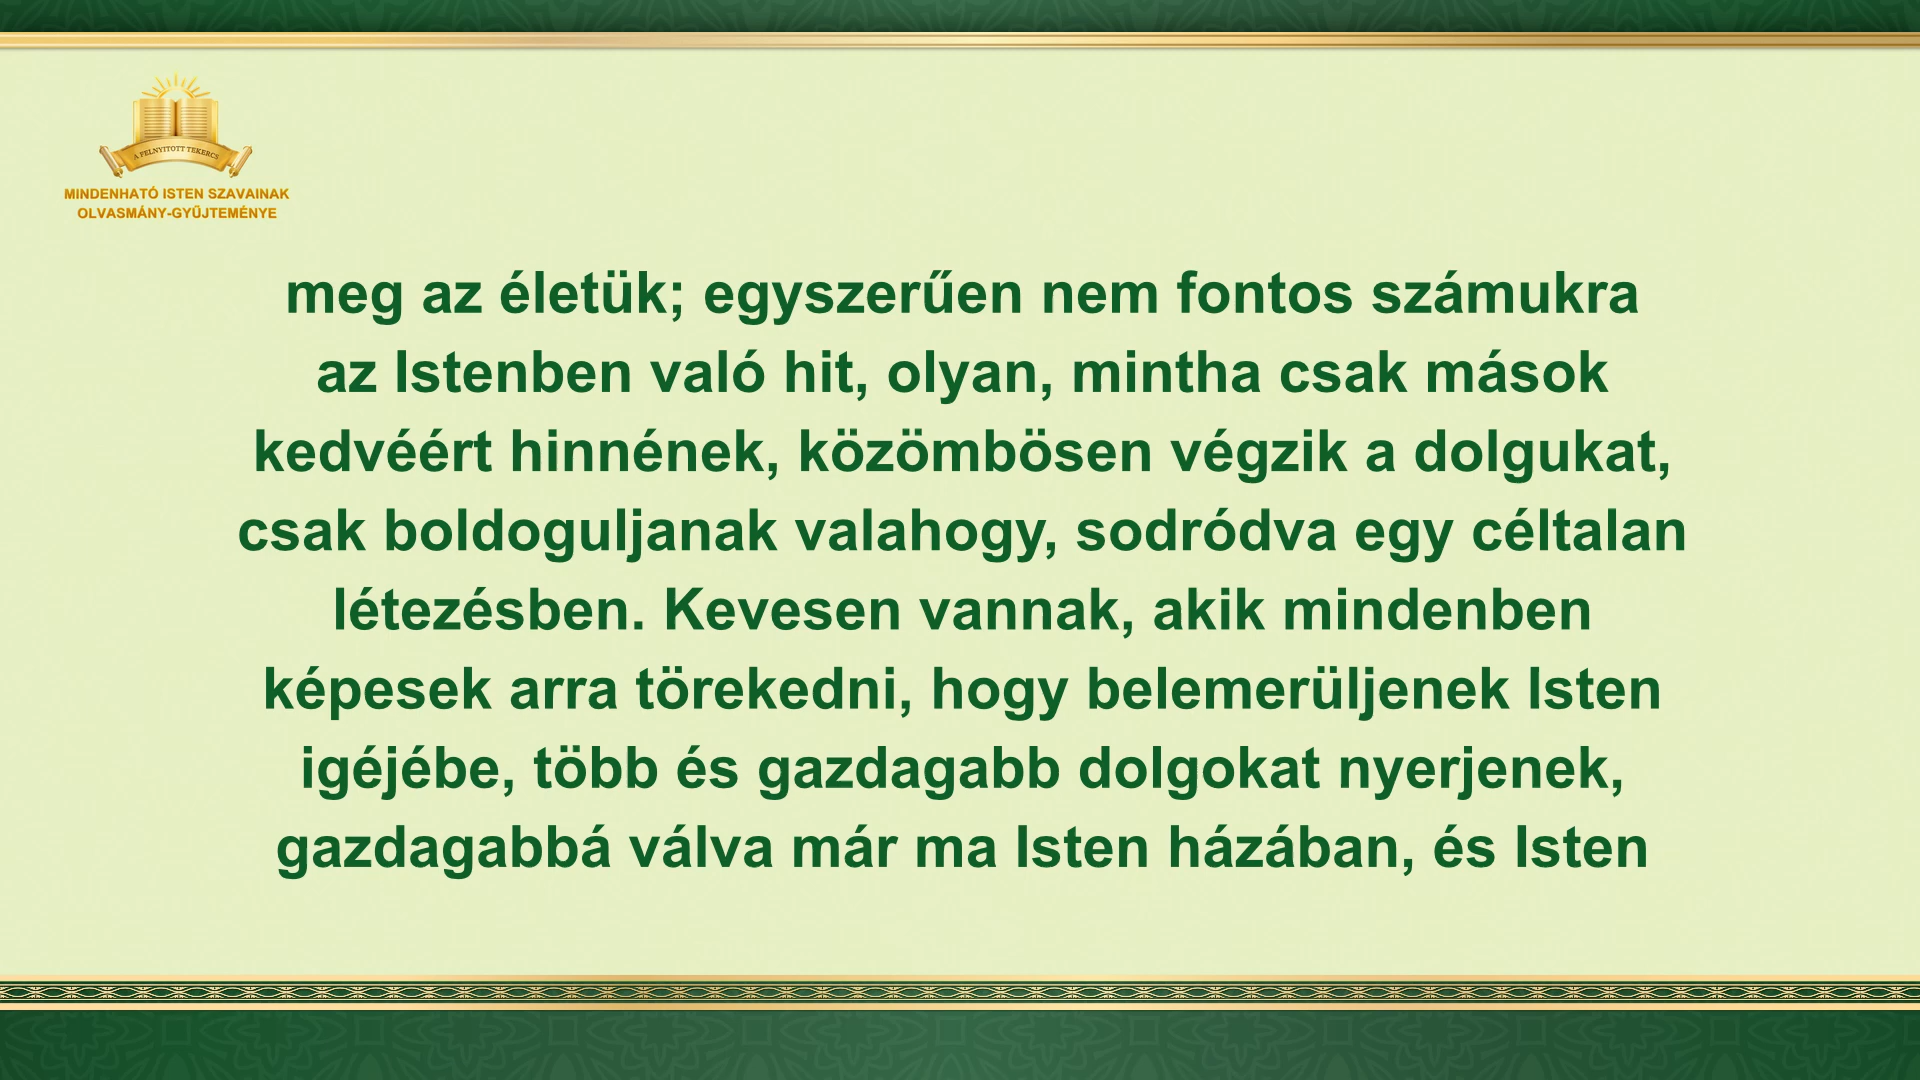 A FELNYITOTT TEKERCS
MINDENHATÓ ISTEN SZAVAINAK
OLVASMÁNY-GYŰJTEMÉNYE
meg az életük; egyszerűen nem fontos számukra
az Istenben való hit, olyan, mintha csak mások
kedvéért hinnének, közömbösen végzik a dolgukat,
csak boldoguljanak valahogy, sodródva egy céltalan
létezésben. Kevesen vannak, akik mindenben
képesek arra törekedni, hogy belemerüljenek Isten
igéjébe, több és gazdagabb dolgokat nyerjenek,
gazdagabbá válva már ma Isten házában, és Isten